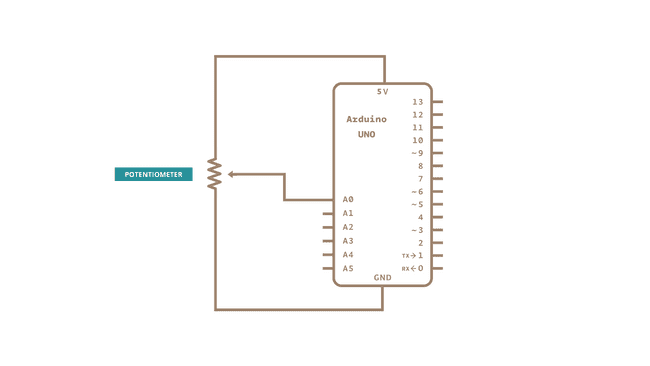 5V
Arduino
UNO
POTENTIOMETER
A0
A1
A2
A3
A4
A5
13
12
11
10
~9
8
7
~6
~5
4
~3
2
TX→1
RX←0
GND